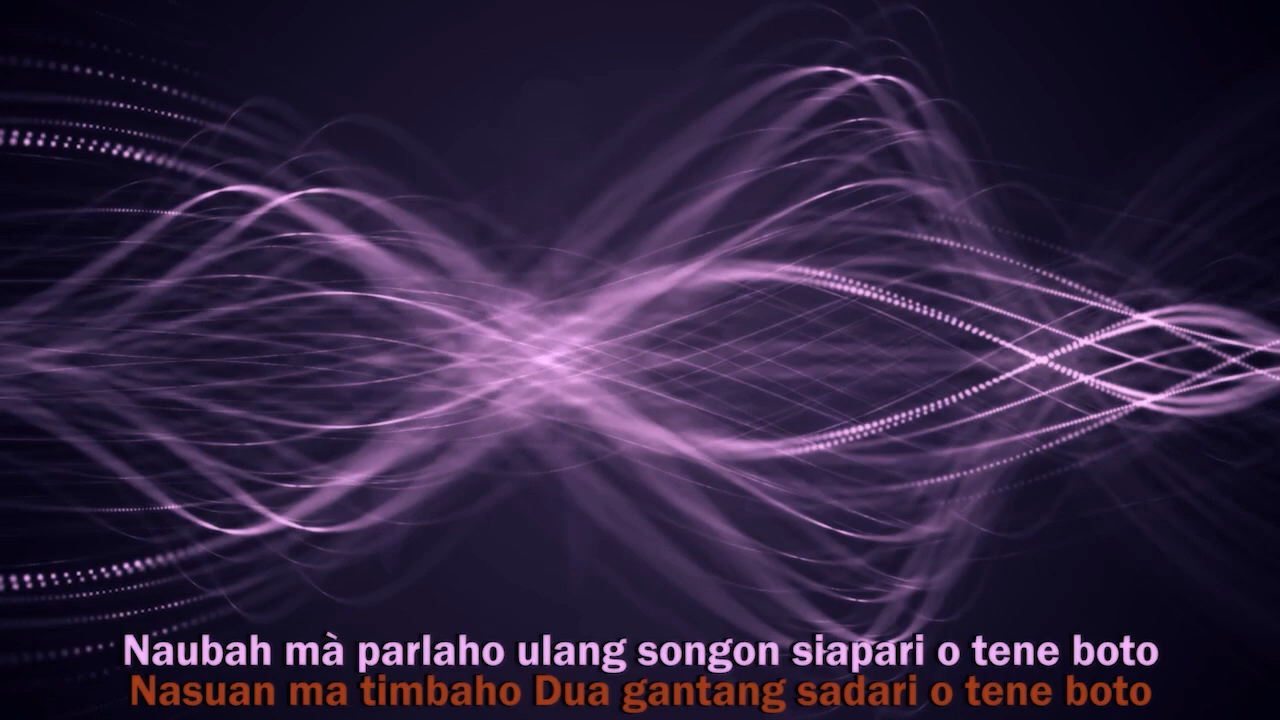 Naubah mà parlaho ulang songon siapari o tene boto
Nasuan ma timbaho Dua gantang sadari o tene boto